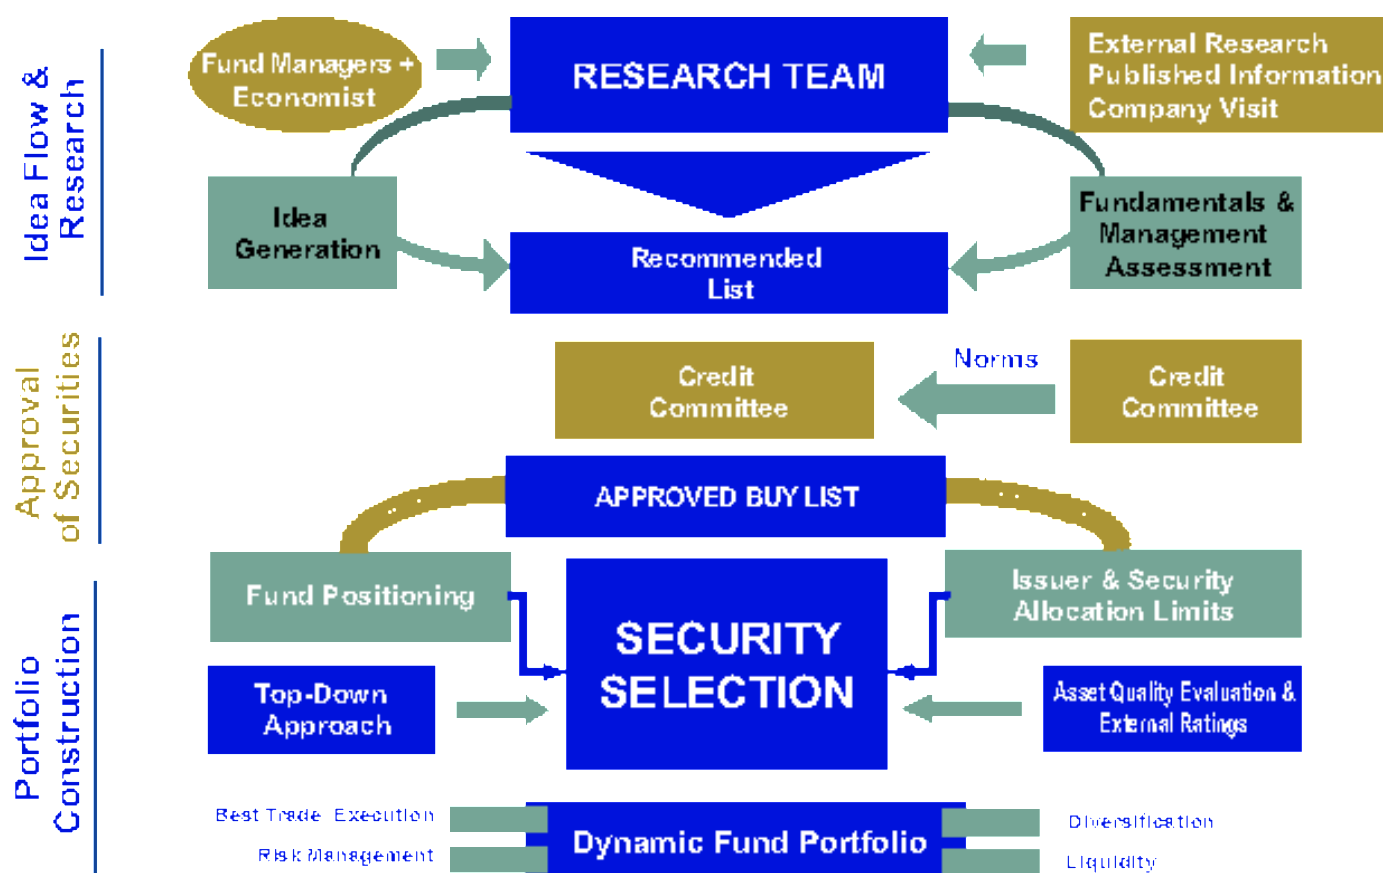 Idea Flow &
Research
Fund Managers +
Economist
RESEARCH TEAM
External Research
Published Information
Company Visit
Idea
Generation
Recommended
List
Fundamentals &
Management
Assessment
Approval
of Securities
Credit
Committee
Norms
Credit
Committee
APPROVED BUY LIST
Portfolio
Construction
Fund Positioning
SECURITY
SELECTION
Issuer & Security
Allocation Limits
Top-Down
Approach
Asset Quality Evaluation &
External Ratings
Best Trade Execution
Risk Management
Dynamic Fund Portfolio
Diversification
Liquidity